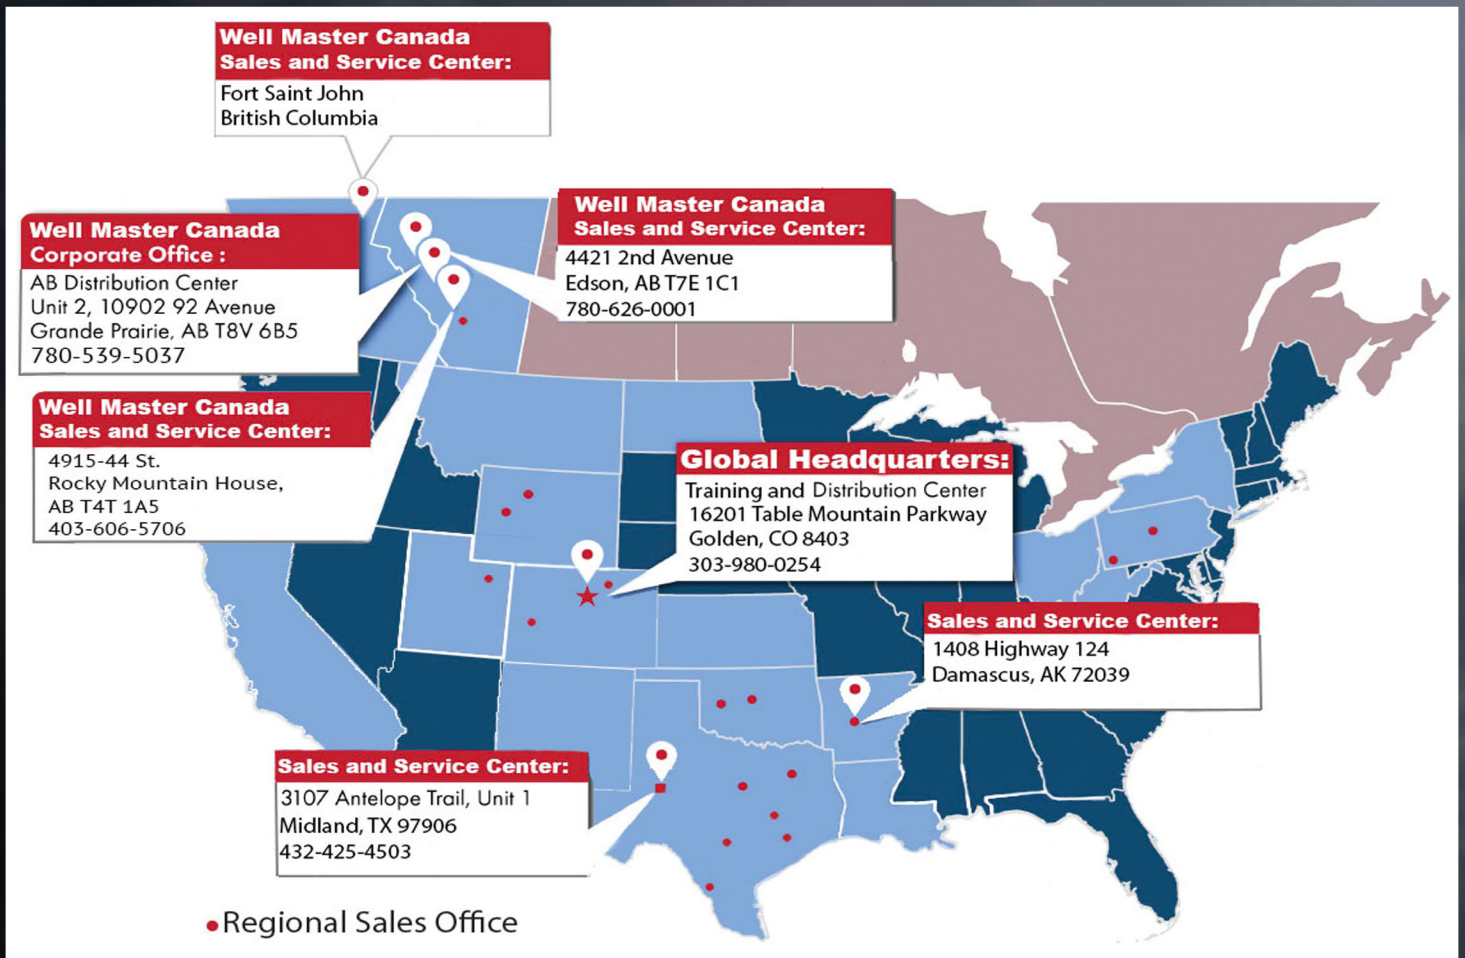 Well Master Canada
Sales and Service Center:
Fort Saint John
British Columbia
Well Master Canada
Corporate Office :
AB Distribution Center
Unit 2, 10902 92 Avenue
Grande Prairie, AB T8V 6B5
780-539-5037
Well Master Canada
Sales and Service Center:
4421 2nd Avenue
Edson, AB T7E 1C1
780-626-0001
Well Master Canada
Sales and Service Center:
4915-44 St.
Rocky Mountain House,
AB T4T 1A5
403-606-5706
Global Headquarters:
Training and Distribution Center
16201 Table Mountain Parkway
Golden, CO 8403
303-980-0254
Sales and Service Center:
1408 Highway 124
Damascus, AK 72039
Sales and Service Center:
3107 Antelope Trail, Unit 1
Midland, TX 97906
432-425-4503
Regional Sales Office